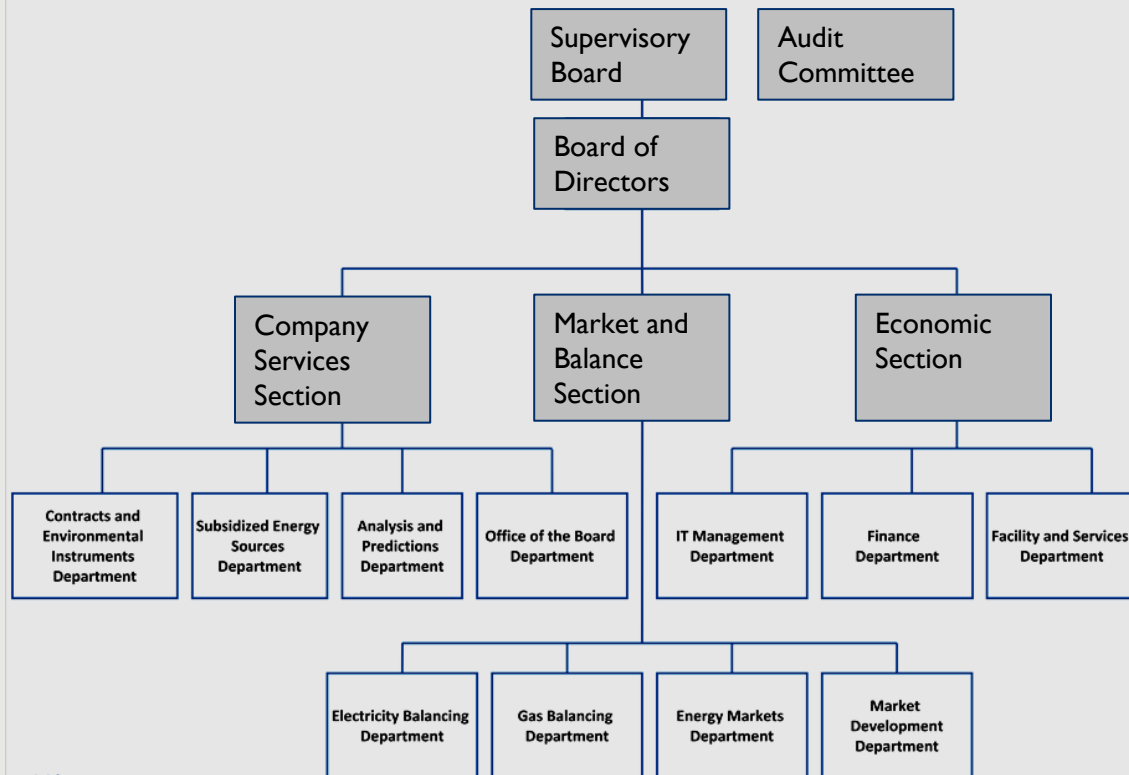 Supervisory
Board
Audit
Committee
Board of
Directors
Company
Services
Section
Market and
Balance
Section
Economic
Section
Contracts and
Environmental
Instruments
Department
Subsidized Energy
Sources
Department
Analysis and
Predictions
Department
Office of the Board
Department
IT Management
Department
Finance
Department
Facility and Services
Department
Electricity Balancing
Department
Gas Balancing
Department
Energy Markets
Department
Market
Development
Department